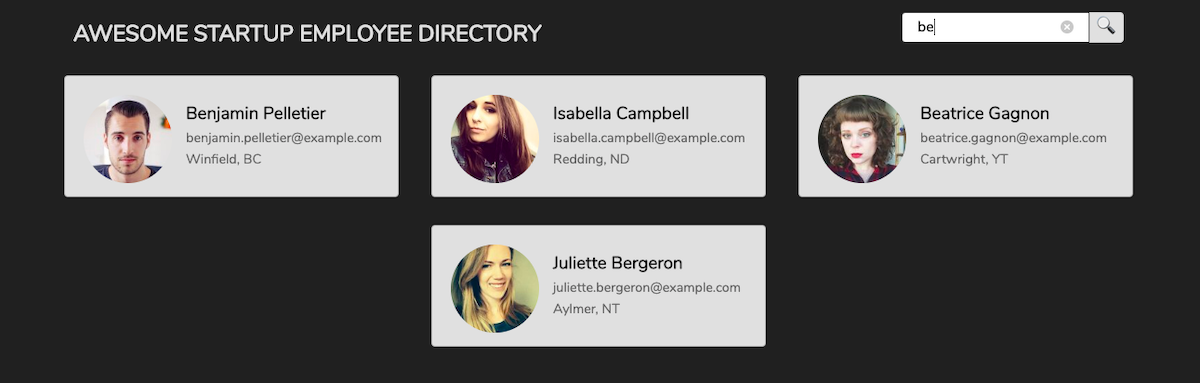 AWESOME STARTUP EMPLOYEE DIRECTORY
be
Benjamin Pelletier
benjamin.pelletier@example.com
Winfield, BC
Isabella Campbell
isabella.campbell@example.com
Redding, ND
Beatrice Gagnon
beatrice.gagnon@example.com
Cartwright, YT
Juliette Bergeron
juliette.bergeron@example.com
Aylmer, NT